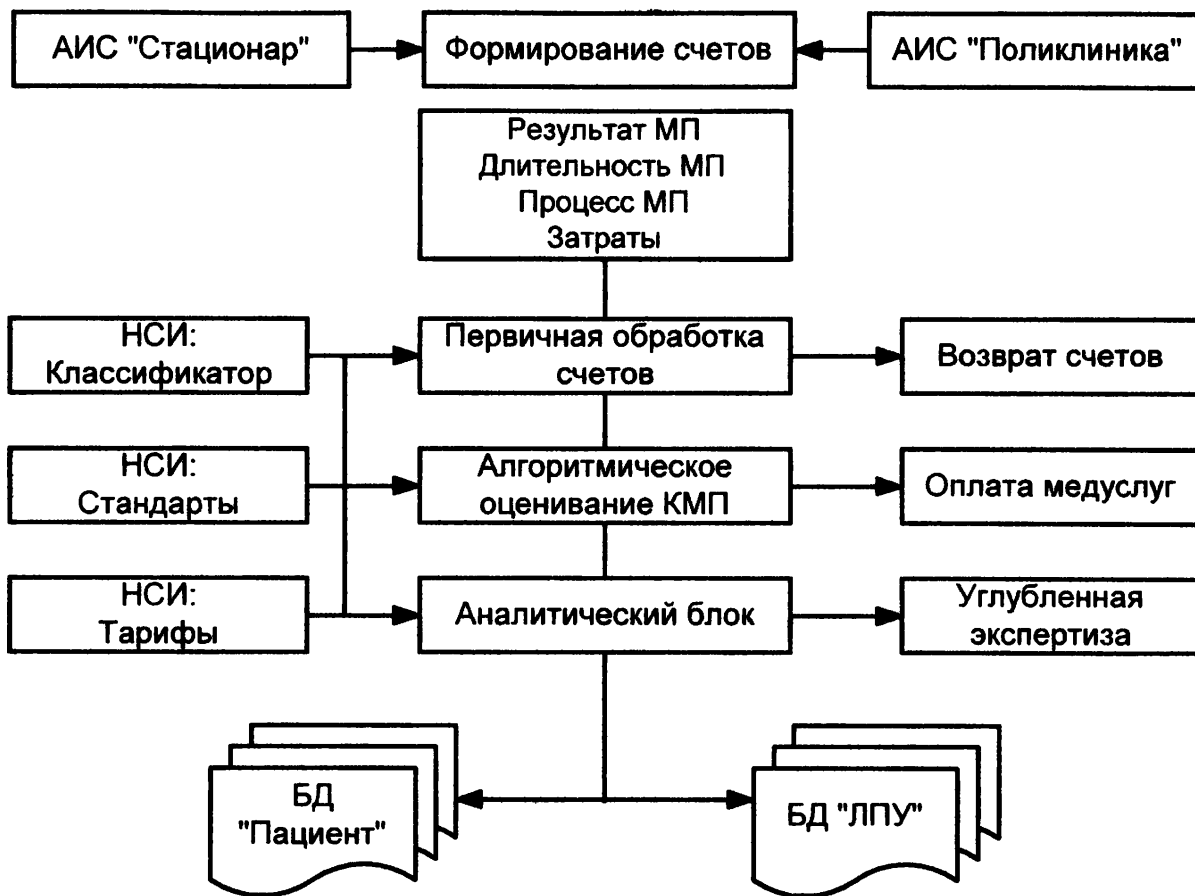 АИС "Стационар"
Формирование счетов
АИС "Поликлиника"
Результат МП
Длительность МП
Процесс МП
Затраты
НСИ:
Классификатор
Первичная обработка
счетов
Возврат счетов
НСИ:
Стандарты
Алгоритмическое
оценивание КМП
Оплата медуслуг
НСИ:
Тарифы
Аналитический блок
Углубленная
экспертиза
БД
"Пациент"
БД "ЛПУ"